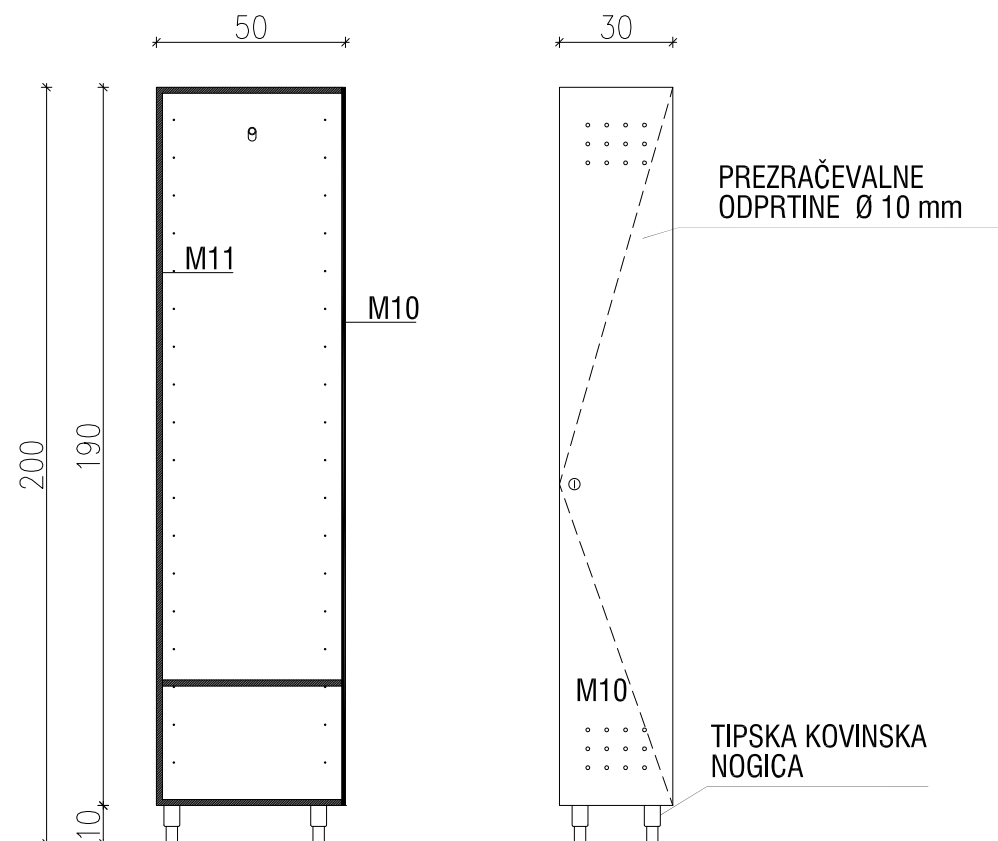 50
30
PREZRAČEVALNE
ODPRTINE Ø 10 mm
M11
M10
200
190
M10
TIPSKA KOVINSKA
NOGICA
10